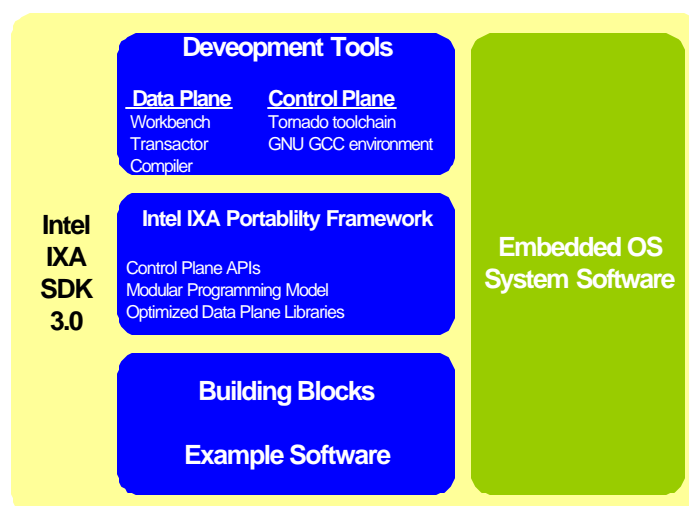 Deveopment Tools
Data Plane
Workbench
Transactor
Compiler
Control Plane
Tornado toolchain
GNU GCC environment
Intel
IXA
SDK
3.0
Intel IXA Portablilty Framework
Control Plane APIs
Modular Programming Model
Optimized Data Plane Libraries
Building Blocks
Example Software
Embedded OS
System Software